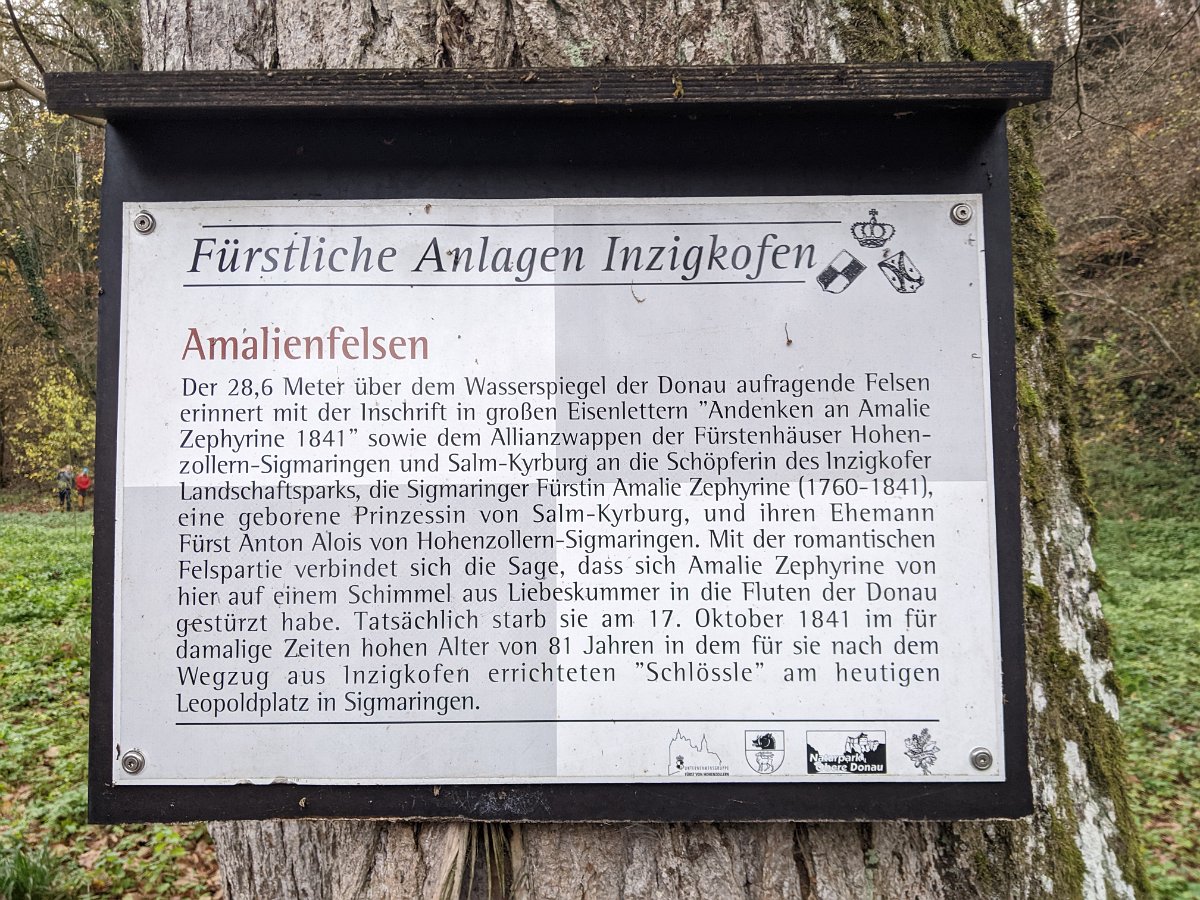 Fürstliche Anlagen Inzigkofen
Amalienfelsen
Der 28,6 Meter über dem Wasserspiegel der Donau aufragende Felsen
erinnert mit der Inschrift in großen Eisenlettern "Andenken an Amalie
Zephyrine 1841" sowie dem Allianzwappen der Fürstenhäuser Hohen-
zollern-Sigmaringen und Salm-Kyrburg an die Schöpferin des Inzigkofer
Landschaftsparks, die Sigmaringer Fürstin Amalie Zephyrine (1760-1841),
eine geborene Prinzessin von Salm-Kyrburg, und ihren Ehemann
Fürst Anton Alois von Hohenzollern-Sigmaringen. Mit der romantischen
Felspartie verbindet sich die Sage, dass sich Amalie Zephyrine von
hier auf einem Schimmel aus Liebeskummer in die Fluten der Donau
gestürzt habe. Tatsächlich starb sie am 17. Oktober 1841 im für
damalige Zeiten hohen Alter von 81 Jahren in dem für sie nach dem
Wegzug aus Inzigkofen errichteten "Schlössle" am heutigen
Leopoldplatz in Sigmaringen.
UNTERNEHMENSGRUPPE
FÜRST VON HOHENZOLLERN
Naturpark
Obere Donau